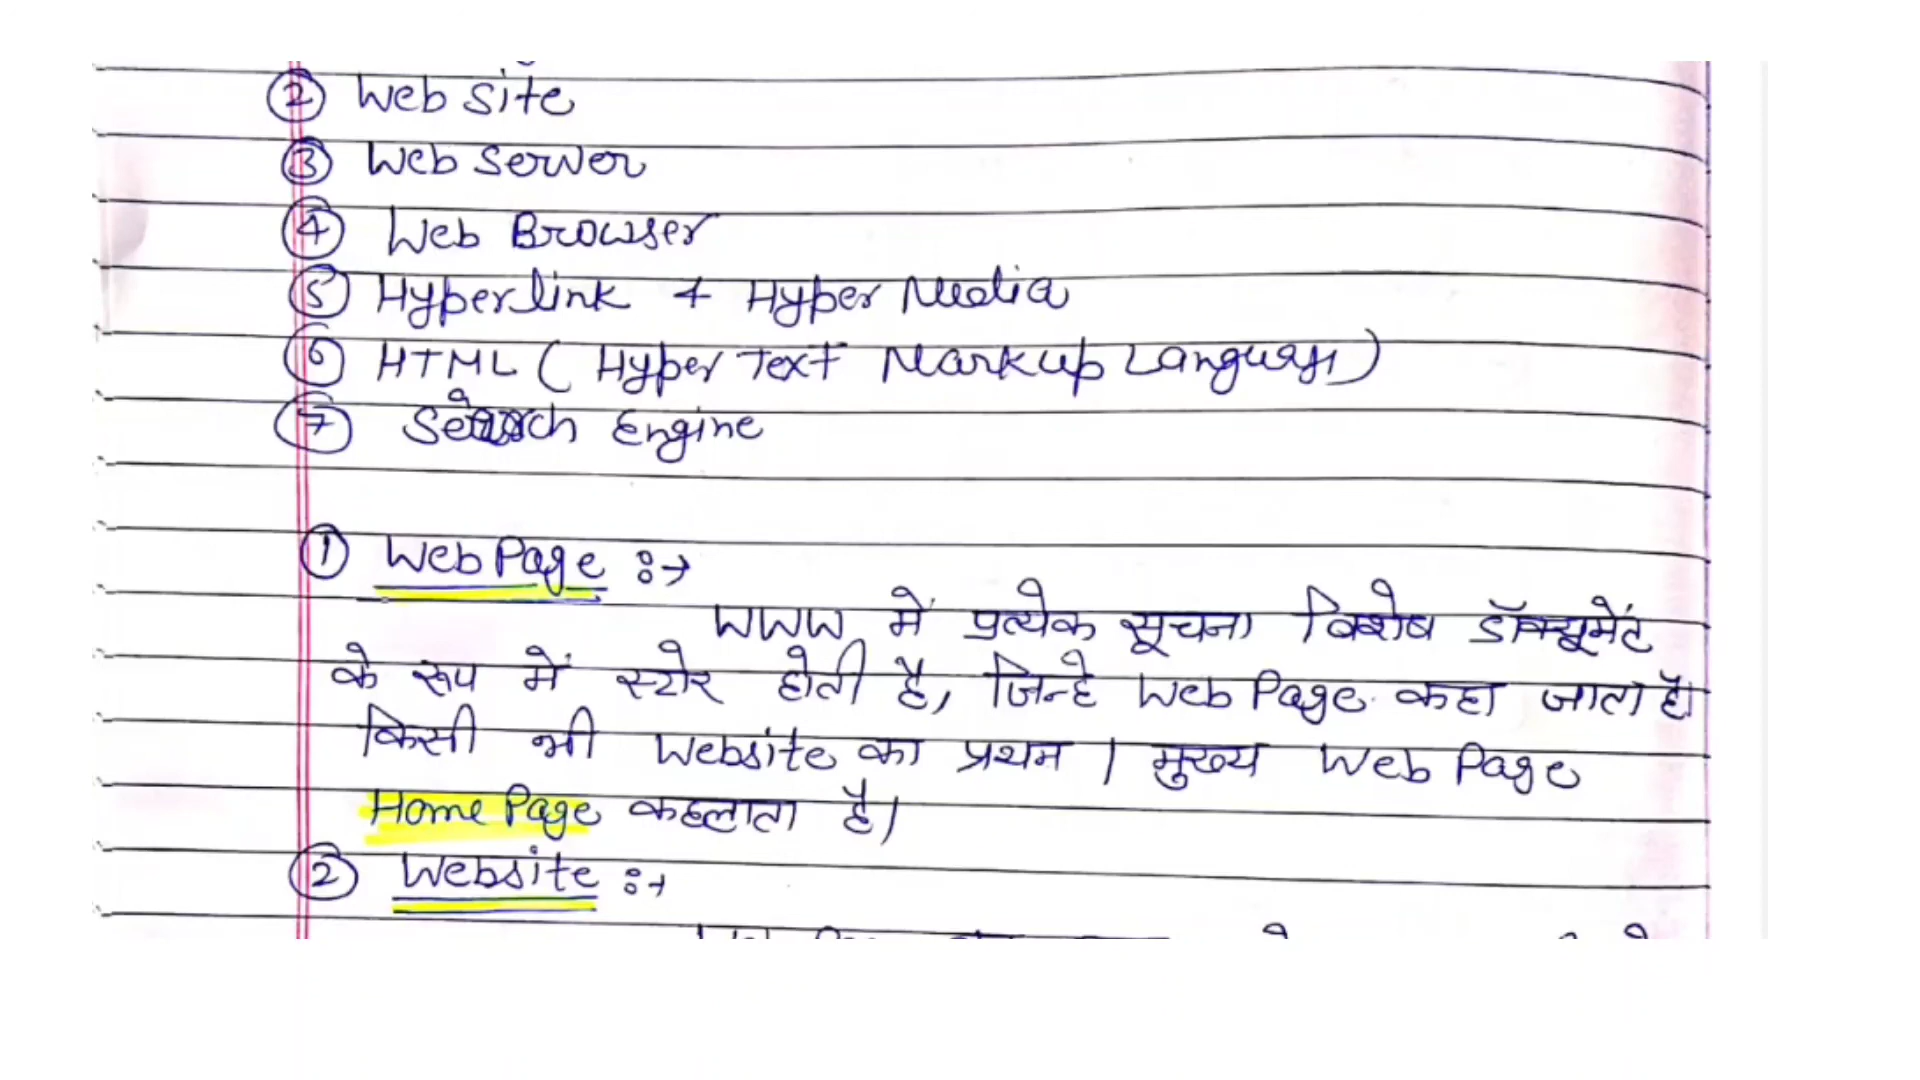 ② Web Site
③ Web Server
④ Web Browser
⑤ Hyperlink & Hyper Media
⑥ HTML ( Hyper Text Markup Language )
⑦ Search Engine
① Web Page :→
WWW में प्रत्येक सूचना विशेष डॉक्यूमेंट
के रूप में स्टोर होती है, जिन्हे Web Page कहा जाता है।
किसी भी Website का प्रथम / मुख्य Web Page
Home Page कहलाता है।
② Website :→